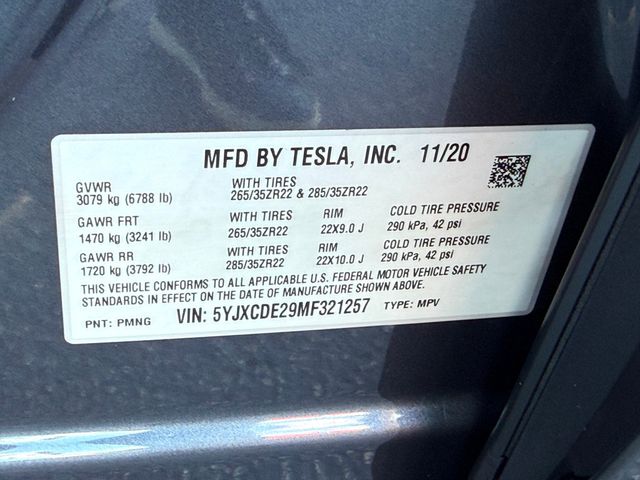 MFD BY TESLA, INC. 11/20
GVWR
3079 kg (6788 lb)
WITH TIRES
265/35ZR22 & 285/35ZR22
GAWR FRT
1470 kg (3241 lb)
WITH TIRES
265/35ZR22
RIM
22X9.0 J
COLD TIRE PRESSURE
290 kPa, 42 psi
GAWR RR
1720 kg (3792 lb)
WITH TIRES
285/35ZR22
RIM
22X10.0 J
COLD TIRE PRESSURE
290 kPa, 42 psi
THIS VEHICLE CONFORMS TO ALL APPLICABLE U.S. FEDERAL MOTOR VEHICLE SAFETY
STANDARDS IN EFFECT ON THE DATE OF MANUFACTURE SHOWN ABOVE.
PNT: PMNG VIN: 5YJXCDE29MF321257 TYPE: MPV